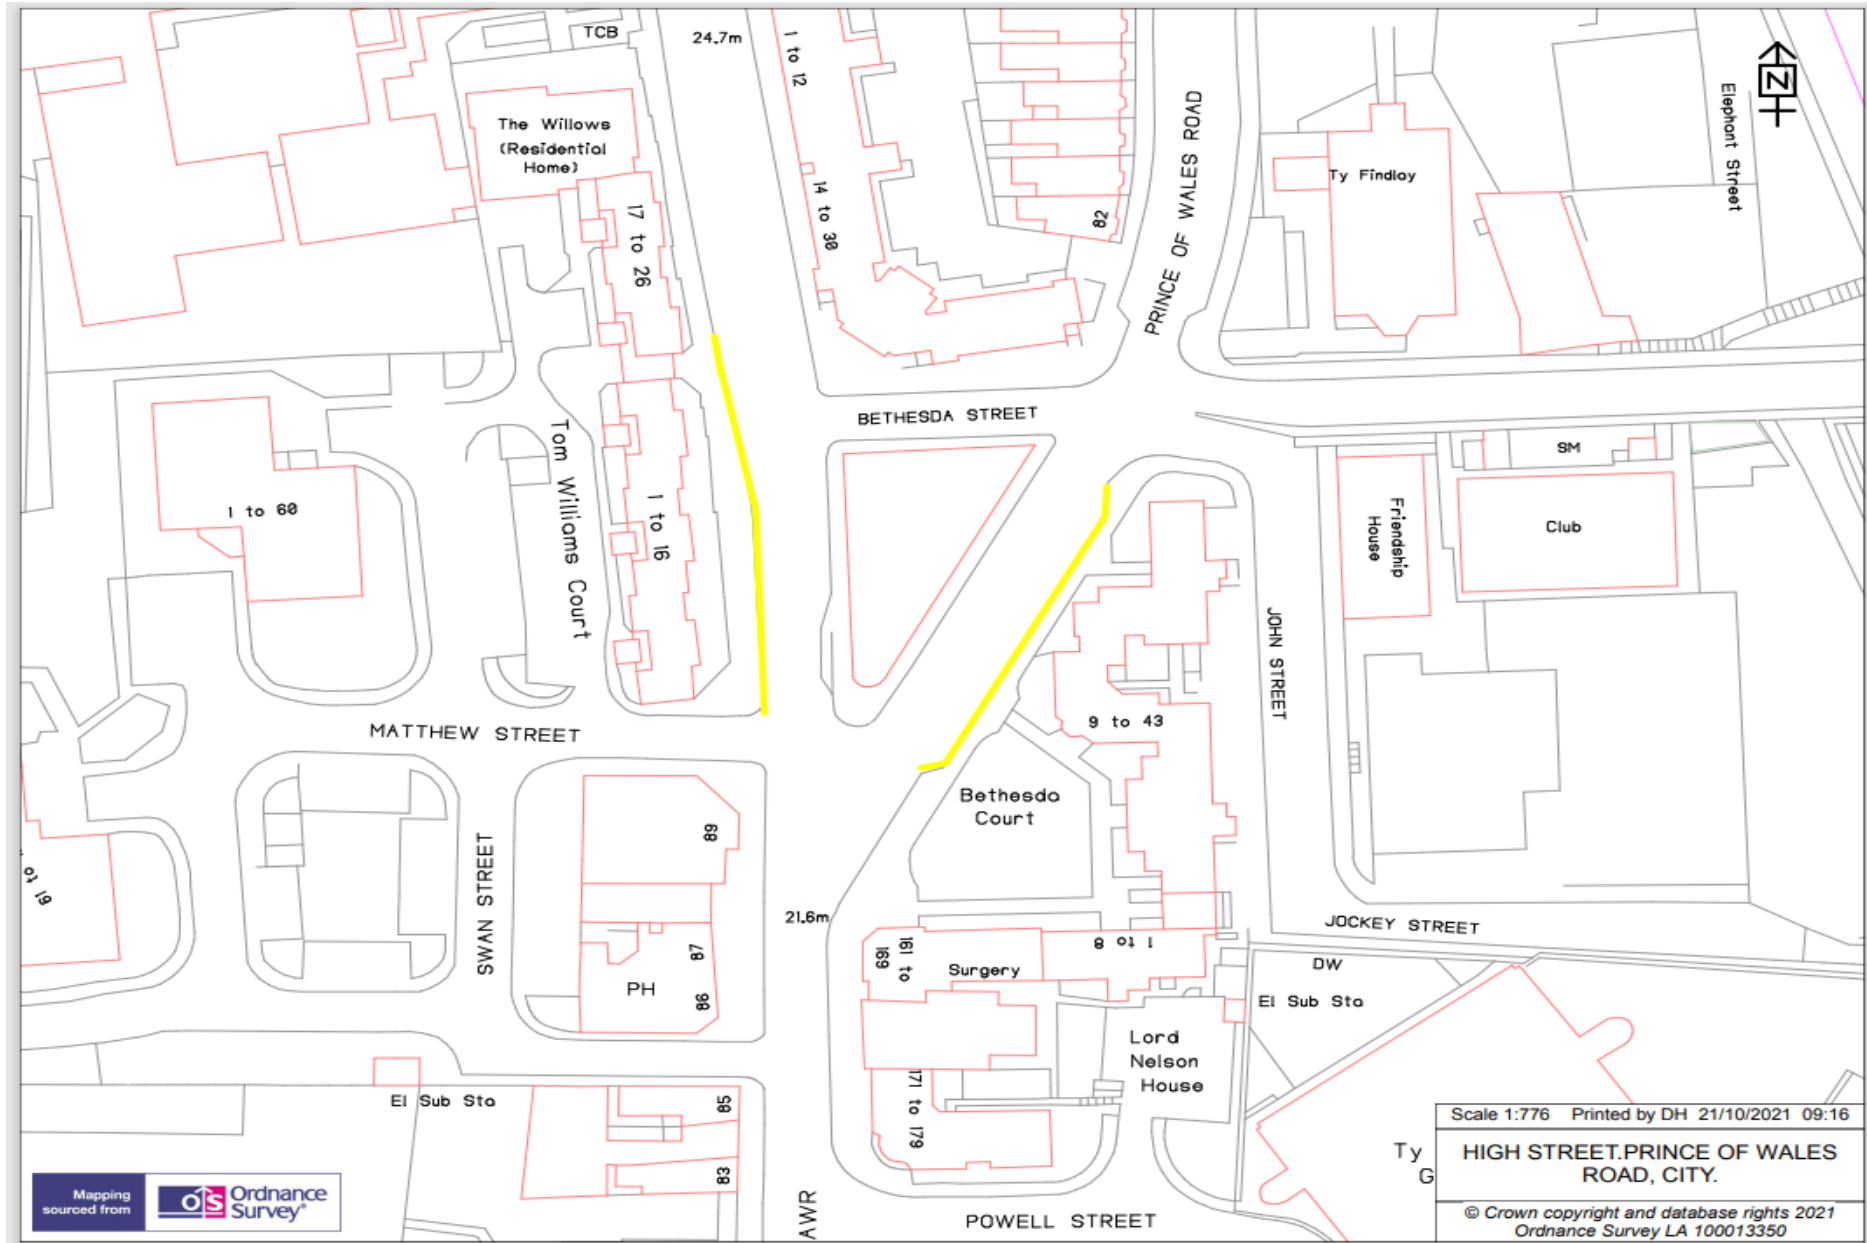 TCB
24.7m
1 to 12
The Willows
(Residential
Home)
17 to 26
14 to 30
82
PRINCE OF WALES ROAD
Ty Findlay
Elephant Street
N
BETHESDA STREET
Tom Williams Court
1 to 60
1 to 16
SM
Friendship
House
Club
JOHN STREET
MATTHEW STREET
9 to 43
Bethesda
Court
89
SWAN STREET
21.6m
JOCKEY STREET
61 to
87
PH
86
161 to
169
Surgery
1 to 8
DW
El Sub Sta
Lord
Nelson
House
El Sub Sta
85
171 to 179
83
AWR
POWELL STREET
Ty
G
Mapping
sourced from
OS
Ordnance
Survey®
Scale 1:776 Printed by DH 21/10/2021 09:16
HIGH STREET.PRINCE OF WALES
ROAD, CITY.
© Crown copyright and database rights 2021
Ordnance Survey LA 100013350